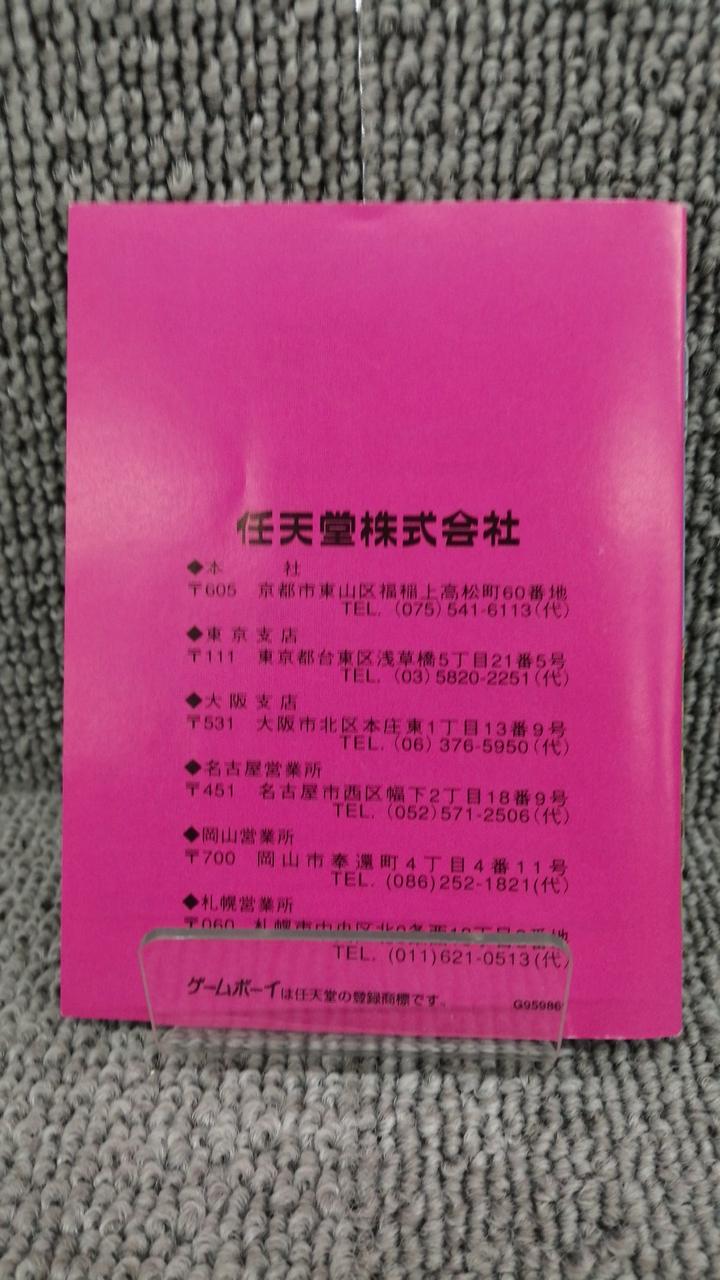 任天堂株式会社
◆本　　社
〒605　京都市東山区福稲上高松町60番地
TEL.（075）541-6113（代）
◆東京支店
〒111　東京都台東区浅草橋5丁目21番5号
TEL.（03）5820-2251（代）
◆大阪支店
〒531　大阪市北区本庄東1丁目13番9号
TEL.（06）376-5950（代）
◆名古屋営業所
〒451　名古屋市西区幅下2丁目18番9号
TEL.（052）571-2506（代）
◆岡山営業所
〒700　岡山市奉還町4丁目4番11号
TEL.（086）252-1821（代）
◆札幌営業所
〒060　札幌市中央区北
TEL.（011）621-0513（代）
ゲームボーイは任天堂の登録商標です。
G95986